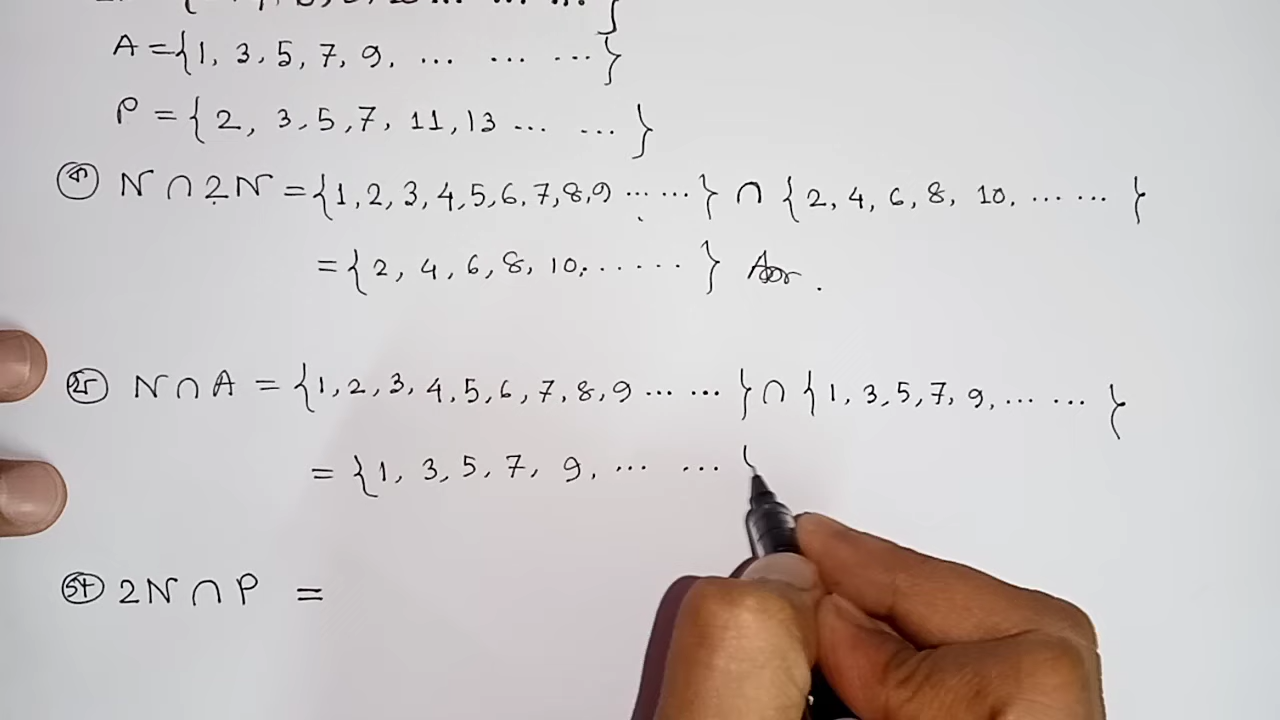 A = {1, 3, 5, 7, 9, ... ... ...}
P = {2, 3, 5, 7, 11, 13 ... ...}
ক N ∩ 2N = {1, 2, 3, 4, 5, 6, 7, 8, 9 ... ...} ∩ {2, 4, 6, 8, 10, ... ...}
= {2, 4, 6, 8, 10, ......}
খ N ∩ A = {1, 2, 3, 4, 5, 6, 7, 8, 9 ... ...} ∩ {1, 3, 5, 7, 9, ... ...}
= {1, 3, 5, 7, 9, ... ...
গ 2N ∩ P =